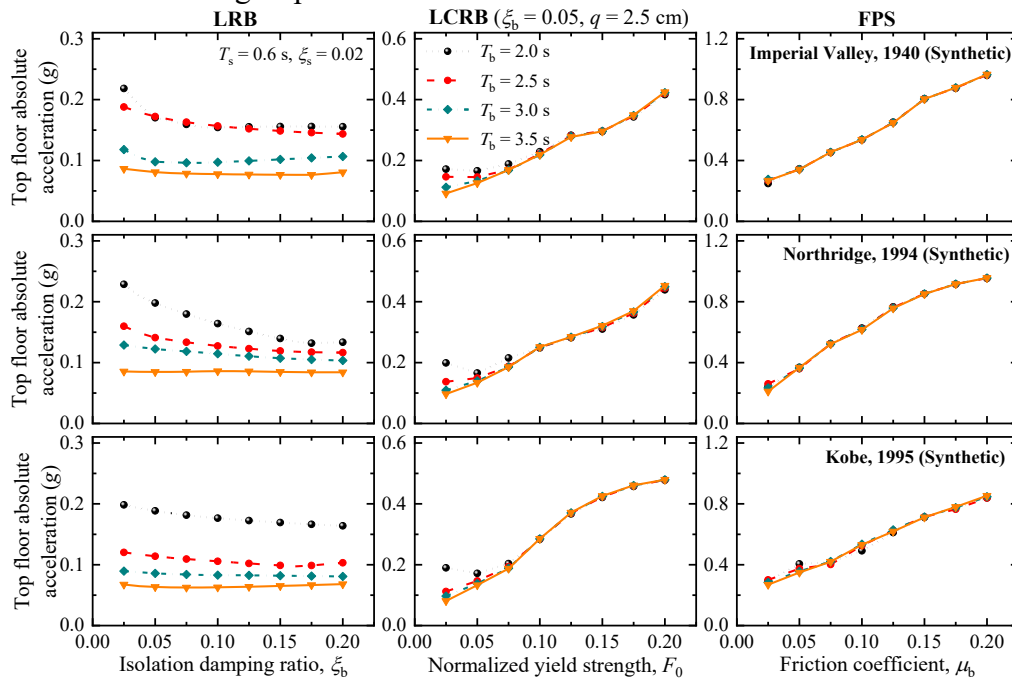 LRB
LCRB (ξb = 0.05, q = 2.5 cm)
FPS
Top floor absolute
acceleration (g)
0.3
0.2
0.1
0.0
Ts = 0.6 s, ξs = 0.02
0.6
0.4
0.2
0.0
Tb = 2.0 s
Tb = 2.5 s
Tb = 3.0 s
Tb = 3.5 s
1.2
0.8
0.4
0.0
Imperial Valley, 1940 (Synthetic)
Top floor absolute
acceleration (g)
0.3
0.2
0.1
0.0
0.6
0.4
0.2
0.0
1.2
0.8
0.4
0.0
Northridge, 1994 (Synthetic)
Top floor absolute
acceleration (g)
0.3
0.2
0.1
0.0
0.6
0.4
0.2
0.0
1.2
0.8
0.4
0.0
Kobe, 1995 (Synthetic)
0.00 0.05 0.10 0.15 0.20
0.00 0.05 0.10 0.15 0.20
0.00 0.05 0.10 0.15 0.20
Isolation damping ratio, ξb
Normalized yield strength, F0
Friction coefficient, μb